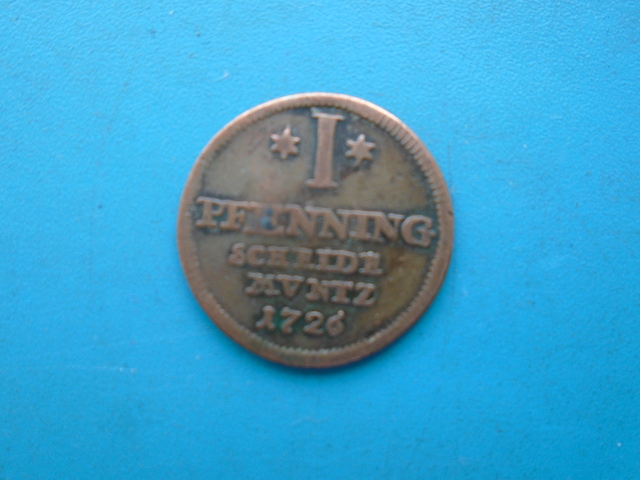 * I *
PFENNING
SCHEIDE
MVNTZ
1726